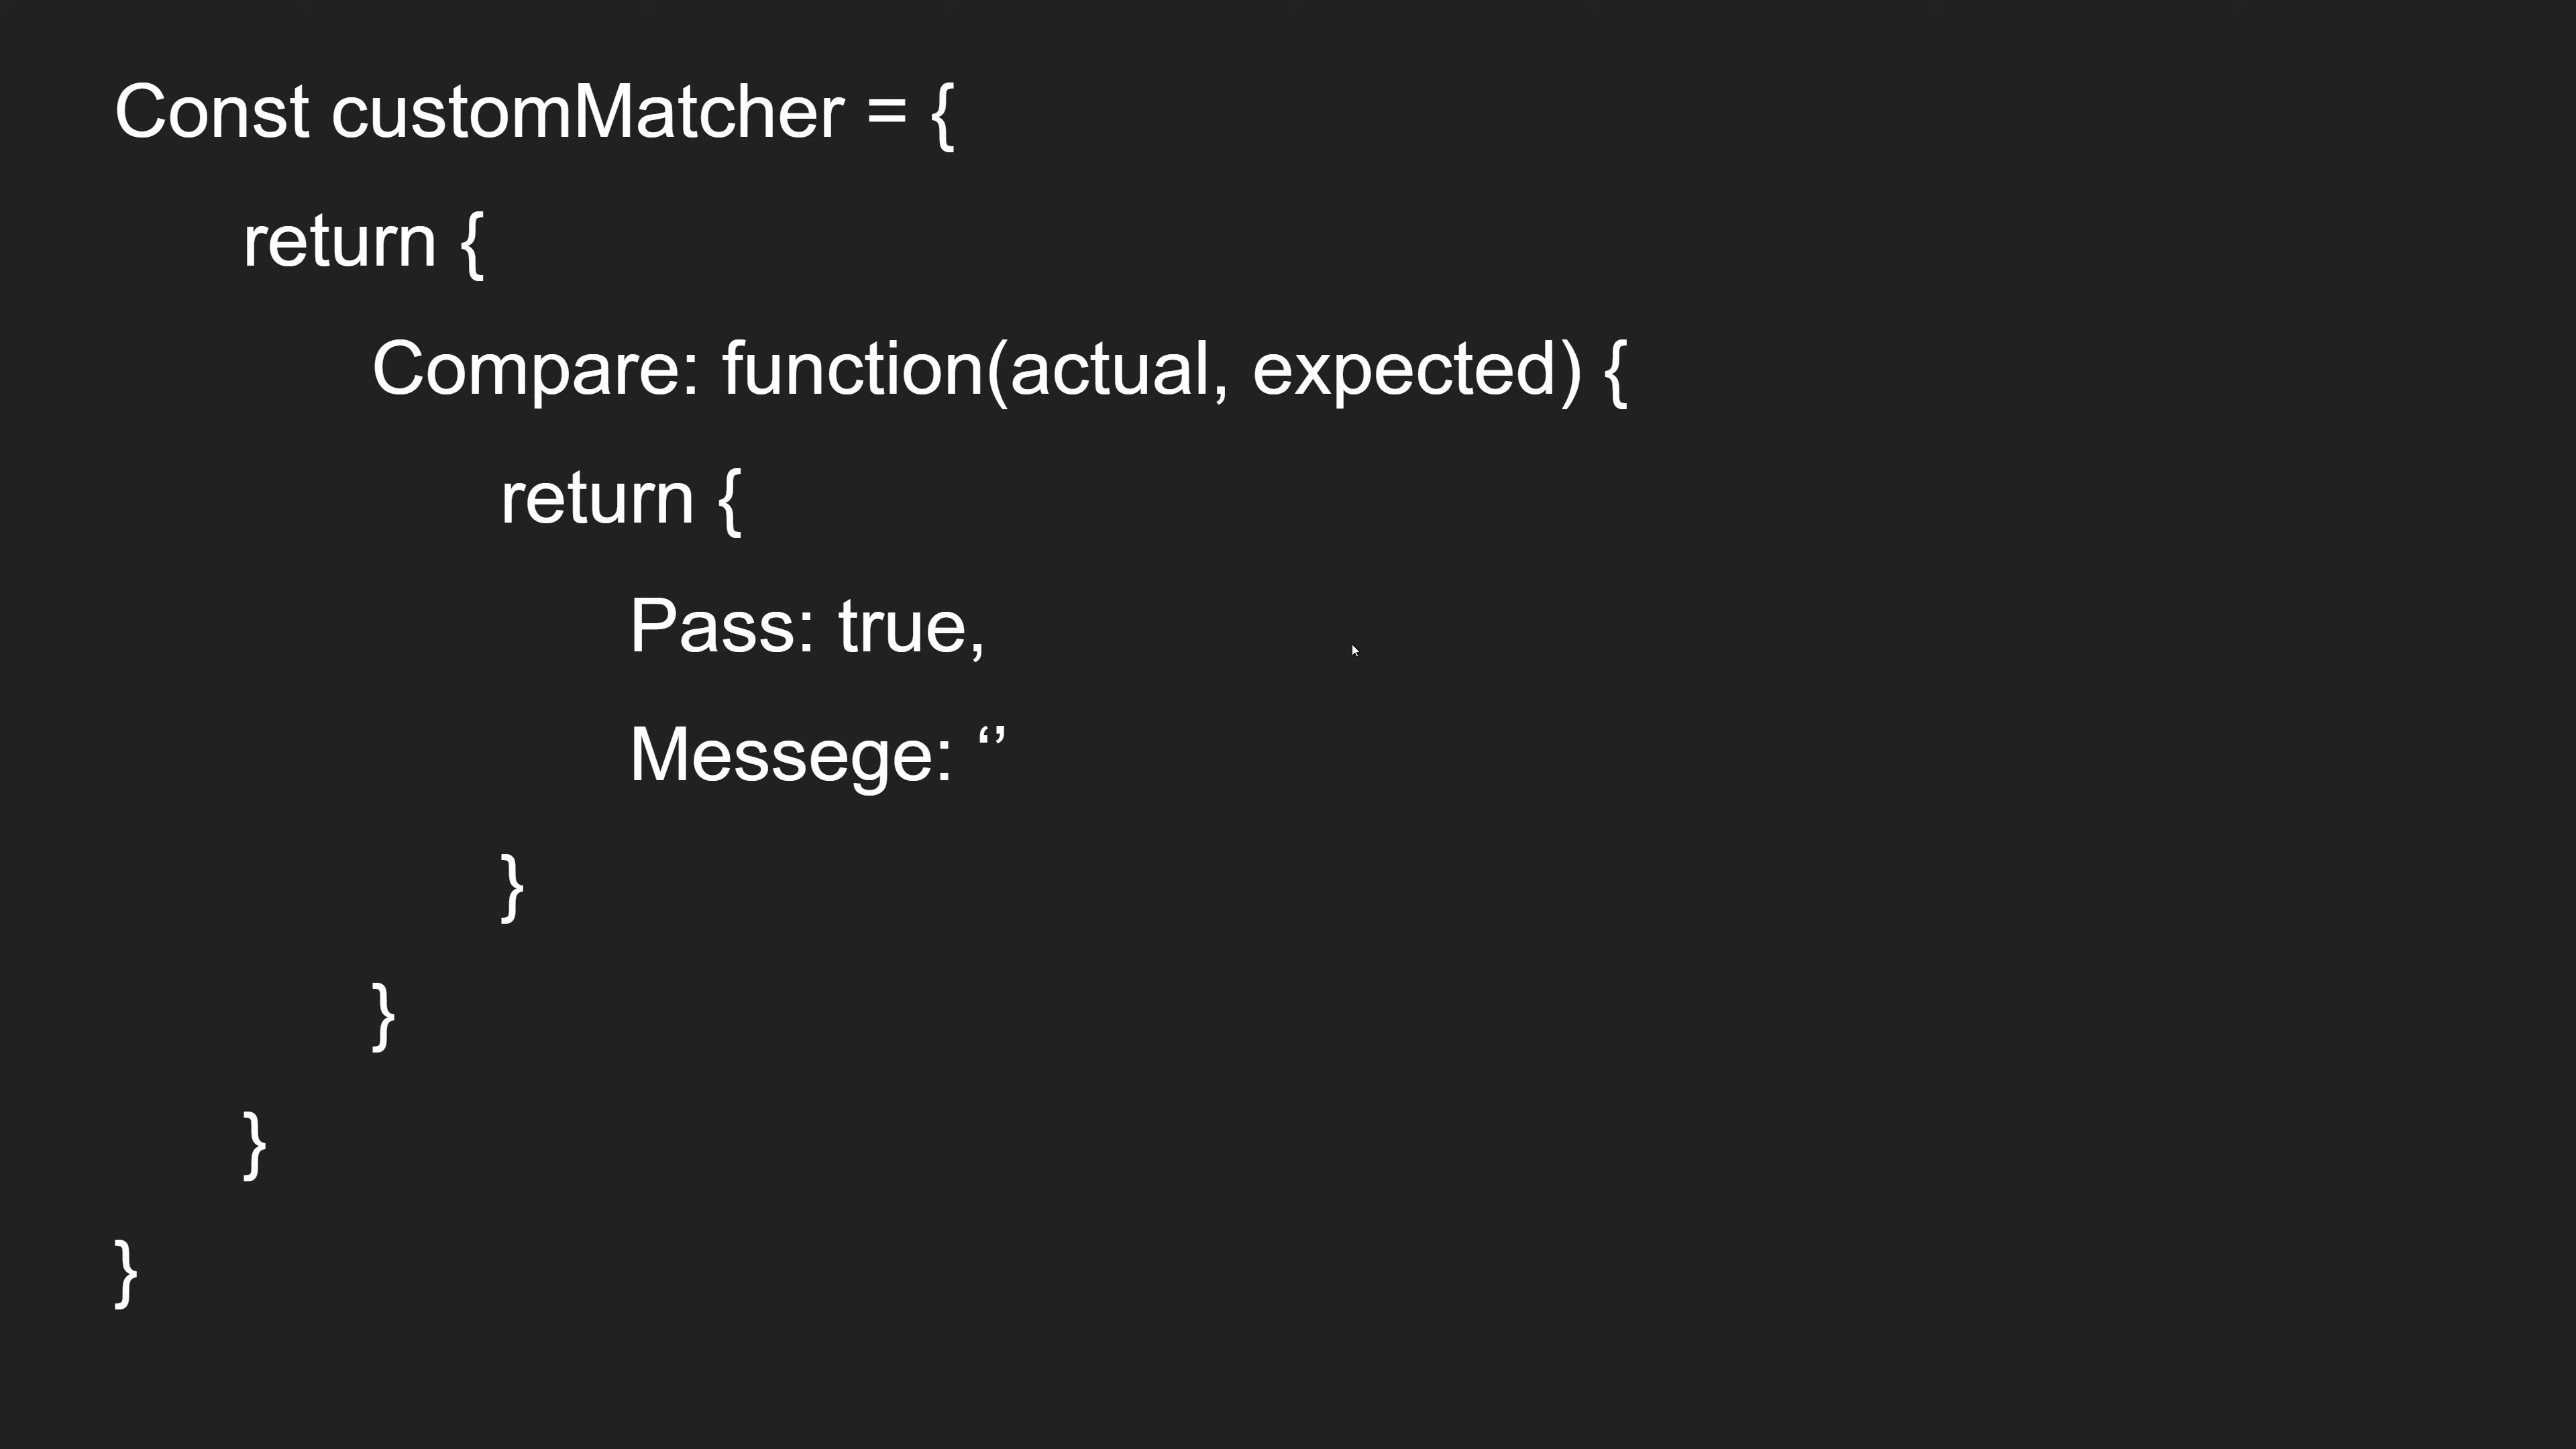 Const customMatcher = {
return {
Compare: function(actual, expected) {
return {
Pass: true,
Messege: ‘’
}
}
}
}